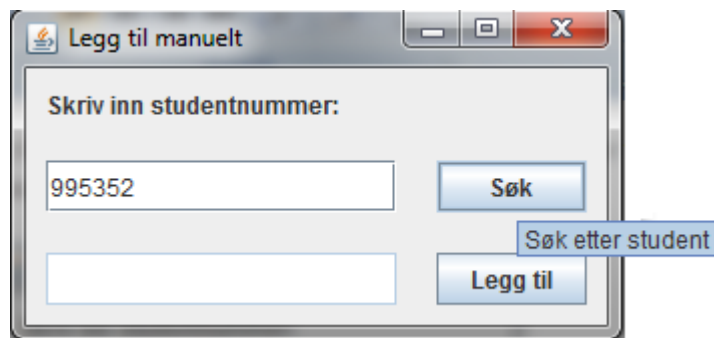 Legg til manuelt
Skriv inn studentnummer:
995352
Søk
Søk etter student
Legg til